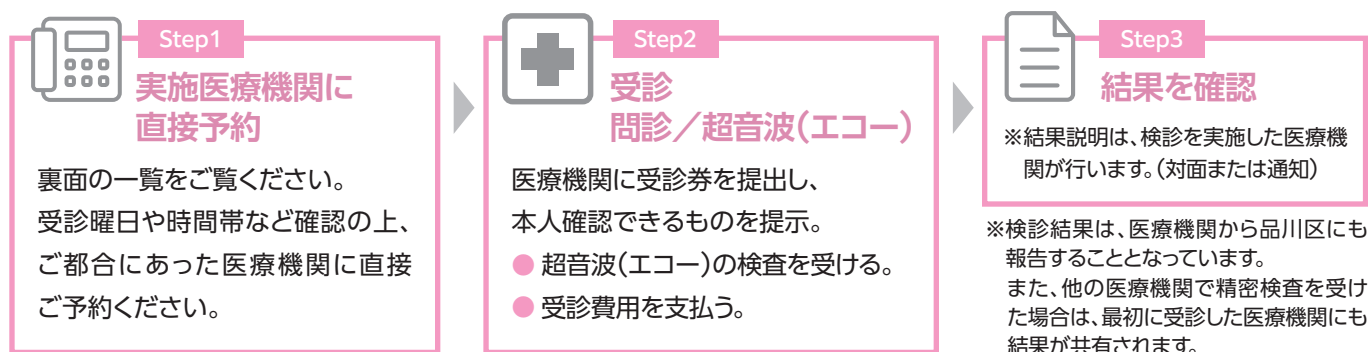 Step1
実施医療機関に
直接予約
裏面の一覧をご覧ください。
受診曜日や時間帯など確認の上、
ご都合にあった医療機関に直接
ご予約ください。
Step2
受診
問診／超音波(エコー)
医療機関に受診券を提出し、
本人確認できるものを提示。
● 超音波(エコー)の検査を受ける。
● 受診費用を支払う。
Step3
結果を確認
※結果説明は、検診を実施した医療機
関が行います。(対面または通知)
※検診結果は、医療機関から品川区にも
報告することとなっています。
また、他の医療機関で精密検査を受け
た場合は、最初に受診した医療機関にも
結果が共有されます。